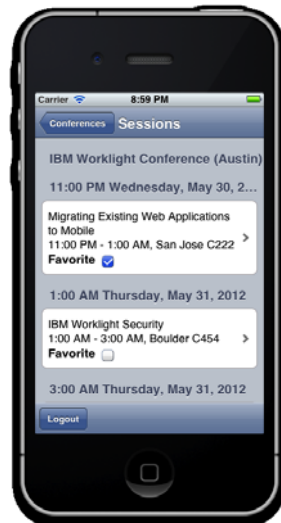 Carrier 8:59 PM
Conferences Sessions
IBM Worklight Conference (Austin)
11:00 PM Wednesday, May 30, 2...
Migrating Existing Web Applications
to Mobile
11:00 PM - 1:00 AM, San Jose C222
Favorite
1:00 AM Thursday, May 31, 2012
IBM Worklight Security
1:00 AM - 3:00 AM, Boulder C454
Favorite
3:00 AM Thursday, May 31, 2012
Logout